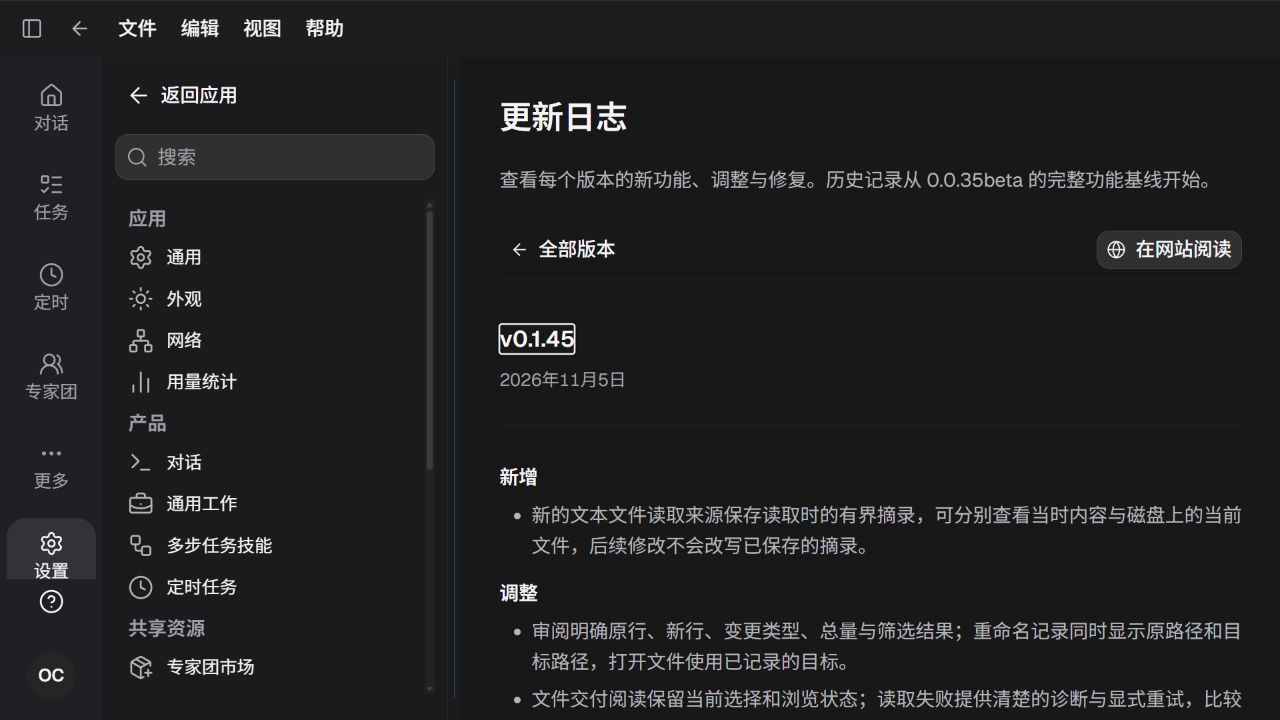 文件 编辑 视图 帮助
对话
任务
定时
专家团
更多
设置
OC
返回应用
搜索
应用
通用
外观
网络
用量统计
产品
对话
通用工作
多步任务技能
定时任务
共享资源
专家团市场
更新日志
查看每个版本的新功能、调整与修复。历史记录从 0.0.35beta 的完整功能基线开始。
全部版本
在网站阅读
v0.1.45
2026年11月5日
新增
• 新的文本文件读取来源保存读取时的有界摘录，可分别查看当时内容与磁盘上的当前
文件，后续修改不会改写已保存的摘录。
调整
• 审阅明确原行、新行、变更类型、总量与筛选结果；重命名记录同时显示原路径和目
标路径，打开文件使用已记录的目标。
• 文件交付阅读保留当前选择和浏览状态；读取失败提供清楚的诊断与显式重试，比较